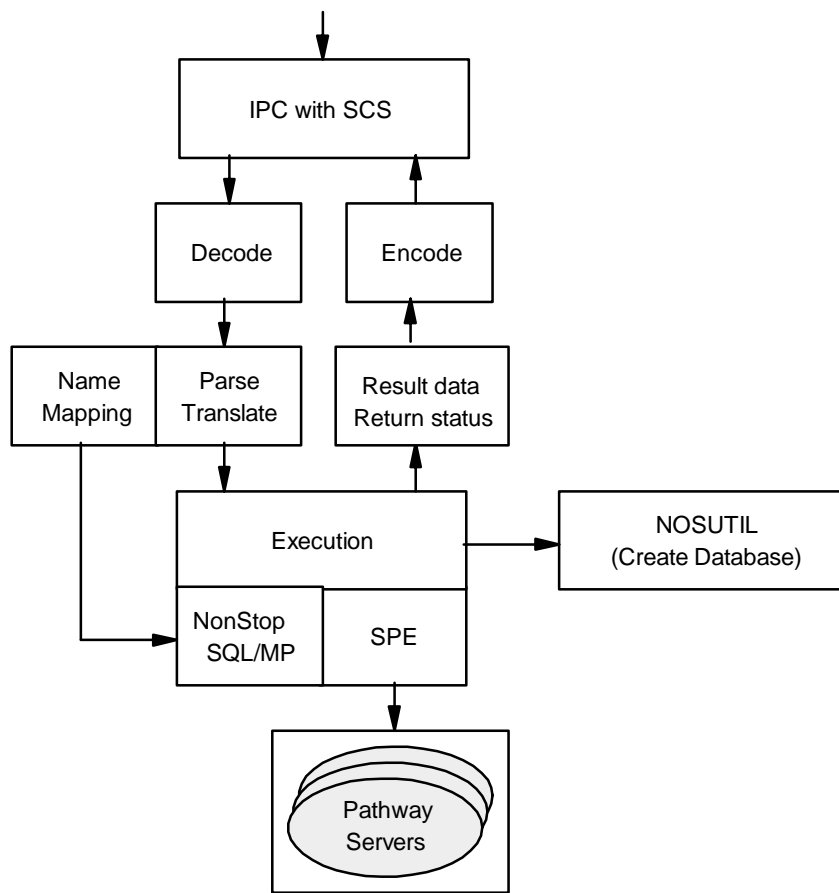 IPC with SCS
Decode
Encode
Name
Mapping
Parse
Translate
Result data
Return status
Execution
NOSUTIL
(Create Database)
NonStop
SQL/MP
SPE
Pathway
Servers